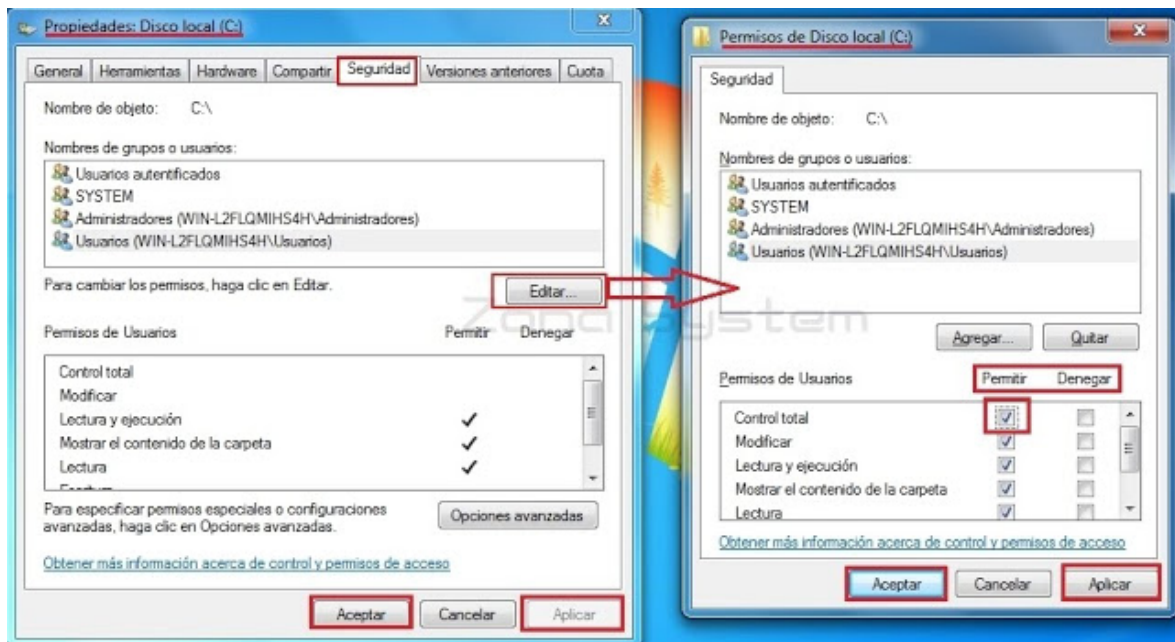 Propiedades: Disco local (C:)
General Herramientas Hardware Compartir Seguridad Versiones anteriores Cuota
Nombre de objeto: C:\
Nombres de grupos o usuarios:
Usuarios autentificados
SYSTEM
Administradores (WIN-L2FLQMIHS4H\Administradores)
Usuarios (WIN-L2FLQMIHS4H\Usuarios)
Para cambiar los permisos, haga clic en Editar.
Editar...
Permisos de Usuarios Permitir Denegar
Control total
Modificar
Lectura y ejecución
Mostrar el contenido de la carpeta
Lectura
Para especificar permisos especiales o configuraciones
avanzadas, haga clic en Opciones avanzadas.
Opciones avanzadas
Obtener más información acerca de control y permisos de acceso
Aceptar Cancelar Aplicar
Zona System
Permisos de Disco local (C:)
Seguridad
Nombre de objeto: C:\
Nombres de grupos o usuarios:
Usuarios autentificados
SYSTEM
Administradores (WIN-L2FLQMIHS4H\Administradores)
Usuarios (WIN-L2FLQMIHS4H\Usuarios)
Agregar... Quitar
Permisos de Usuarios Permitir Denegar
Control total
Modificar
Lectura y ejecución
Mostrar el contenido de la carpeta
Lectura
Obtener más información acerca de control y permisos de acceso
Aceptar Cancelar Aplicar